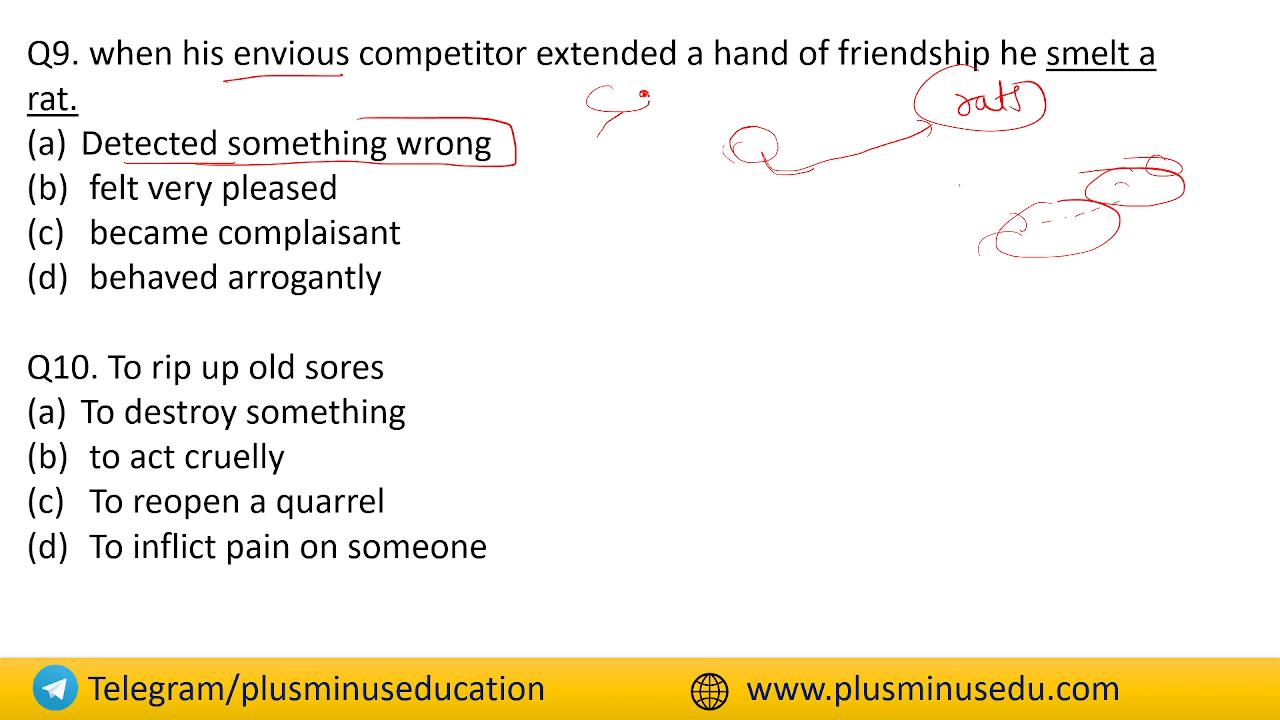 Q9. when his envious competitor extended a hand of friendship he smelt a
rat.
rats
(a) Detected something wrong
(b) felt very pleased
(c) became complaisant
(d) behaved arrogantly
Q10. To rip up old sores
(a) To destroy something
(b) to act cruelly
(c) To reopen a quarrel
(d) To inflict pain on someone
Telegram/plusminuseducation
www.plusminusedu.com